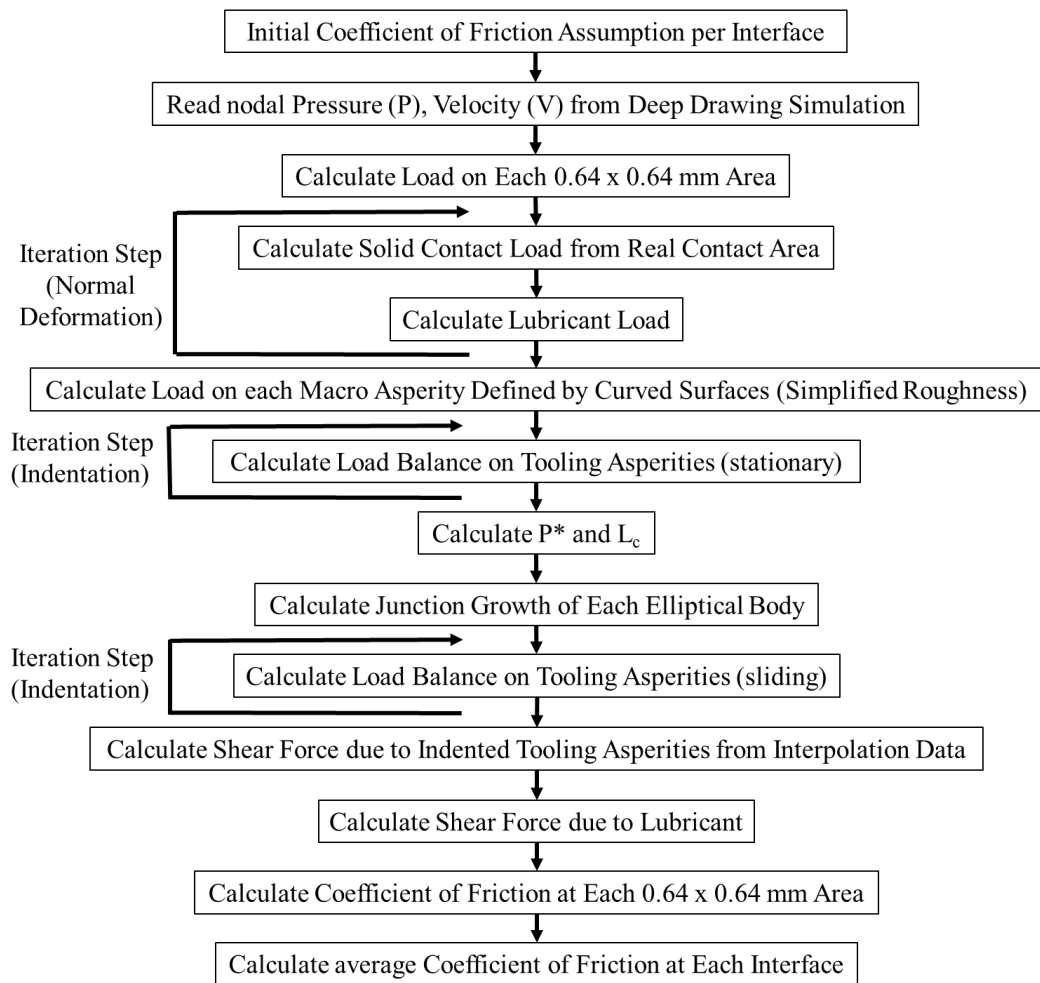 Initial Coefficient of Friction Assumption per Interface
Read nodal Pressure (P), Velocity (V) from Deep Drawing Simulation
Calculate Load on Each 0.64 x 0.64 mm Area
Calculate Solid Contact Load from Real Contact Area
Iteration Step
(Normal
Deformation)
Calculate Lubricant Load
Calculate Load on each Macro Asperity Defined by Curved Surfaces (Simplified Roughness)
Iteration Step
(Indentation)
Calculate Load Balance on Tooling Asperities (stationary)
Calculate P* and L_c
Calculate Junction Growth of Each Elliptical Body
Iteration Step
(Indentation)
Calculate Load Balance on Tooling Asperities (sliding)
Calculate Shear Force due to Indented Tooling Asperities from Interpolation Data
Calculate Shear Force due to Lubricant
Calculate Coefficient of Friction at Each 0.64 x 0.64 mm Area
Calculate average Coefficient of Friction at Each Interface